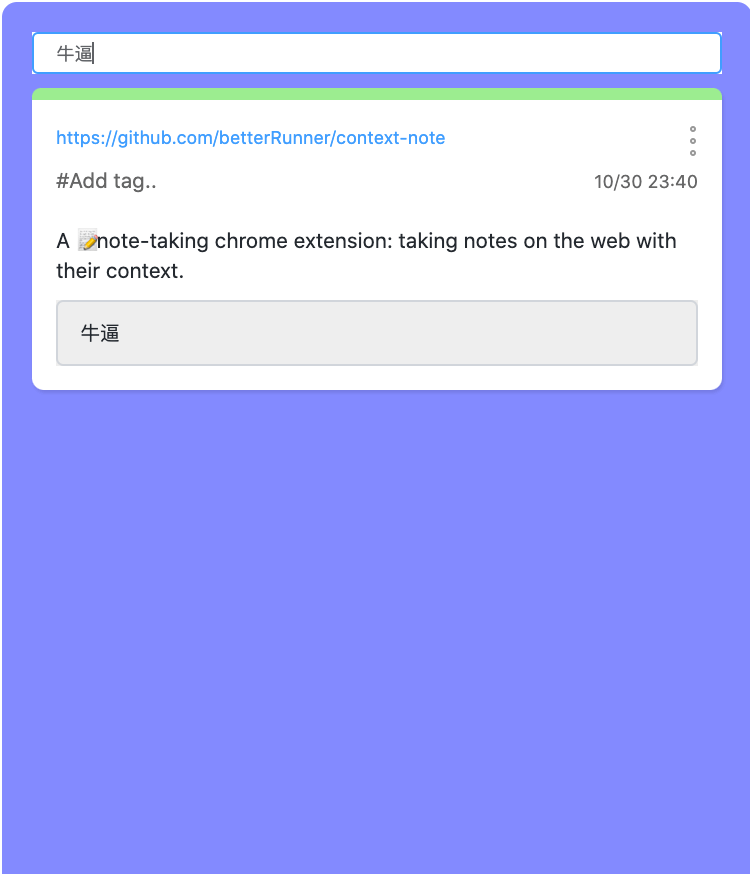 牛逼
https://github.com/betterRunner/context-note
#Add tag..
10/30 23:40
A 📝note-taking chrome extension: taking notes on the web with
their context.
牛逼